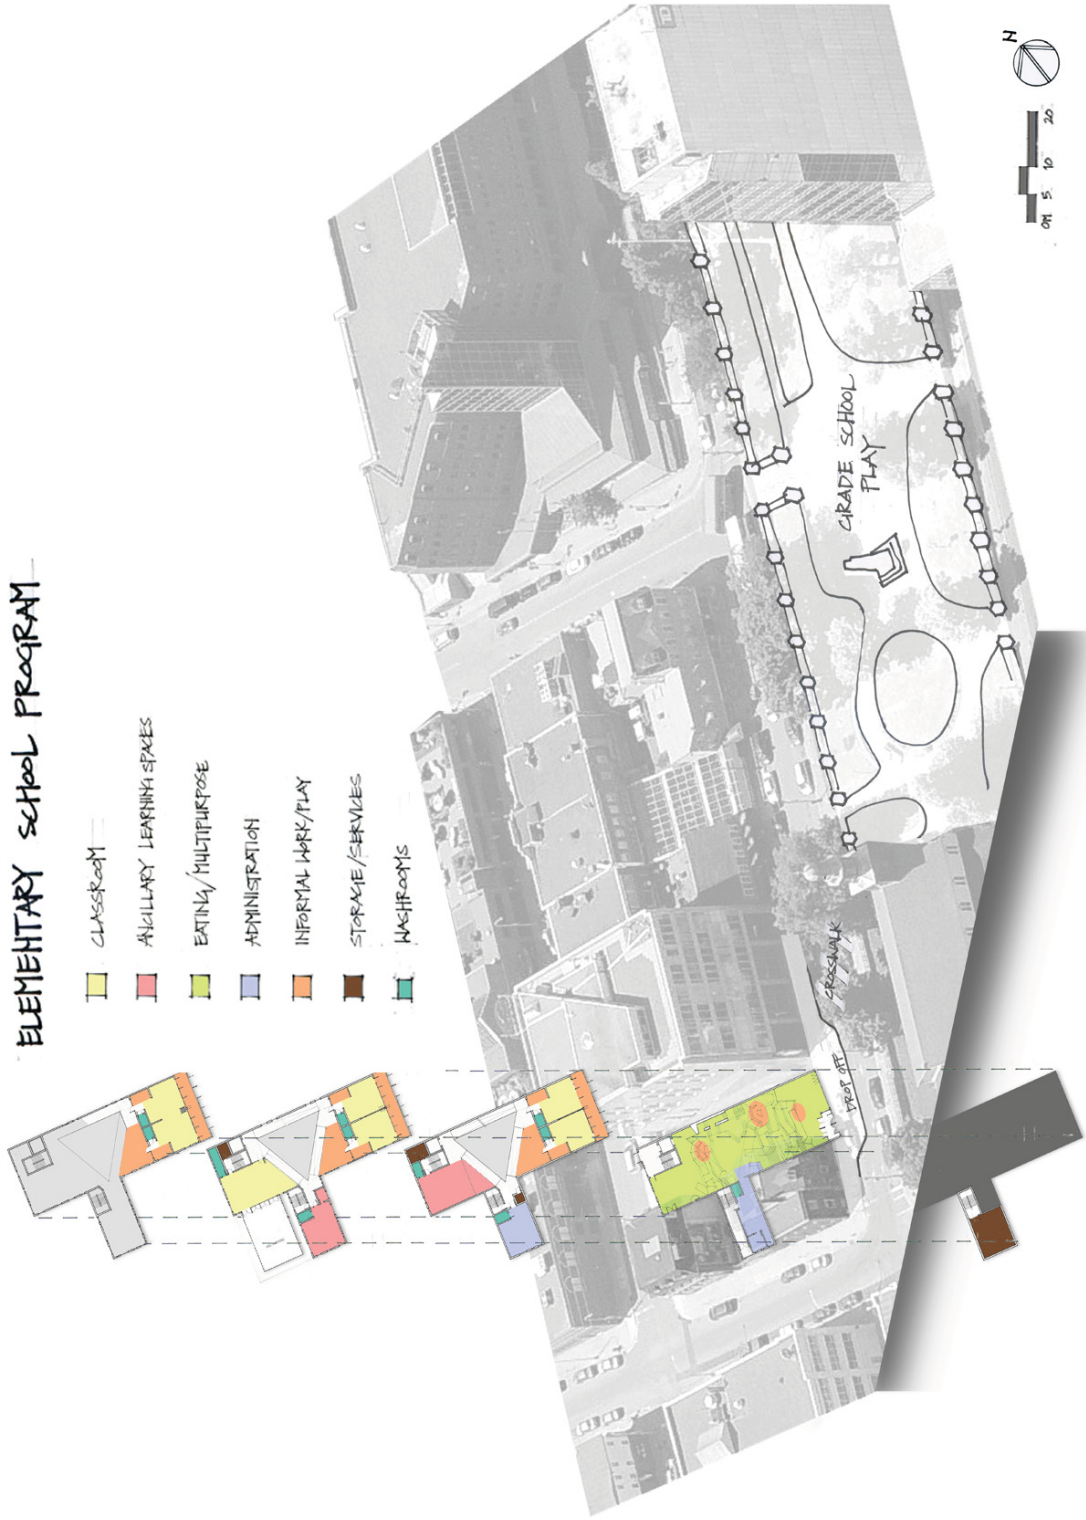 ELEMENTARY SCHOOL PROGRAM
CLASSROOM
ANCILLARY LEARNING SPACES
EATING/MULTIPURPOSE
ADMINISTRATION
INFORMAL WORK/PLAY
STORAGE/SERVICES
WASHROOMS
GRADE SCHOOL
PLAY
CROSSWALK
DROP OFF
N
0M 5 10 20